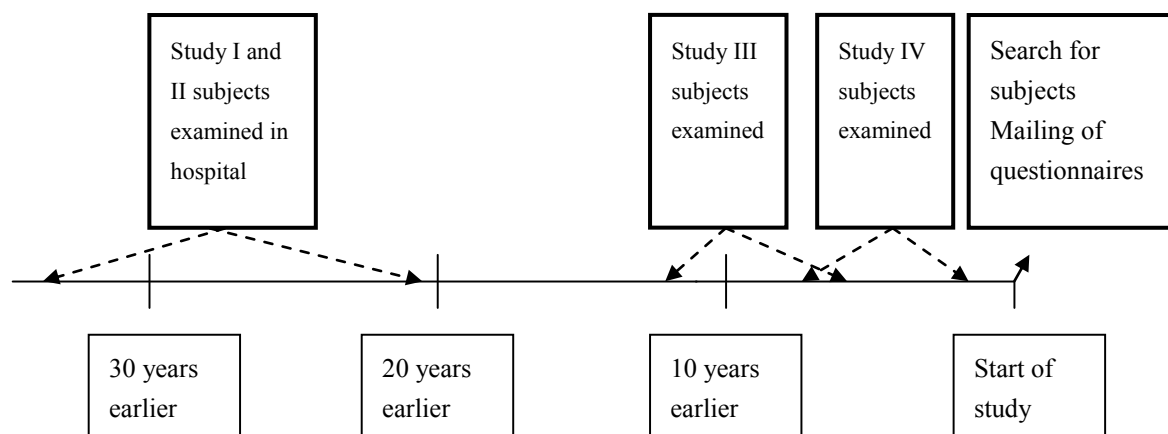 Study I and
II subjects
examined in
hospital
Study III
subjects
examined
Study IV
subjects
examined
Search for
subjects
Mailing of
questionnaires
30 years
earlier
20 years
earlier
10 years
earlier
Start of
study